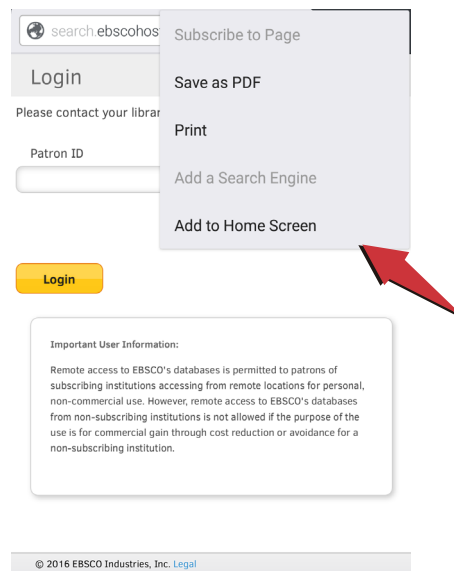 search.ebscohos
Subscribe to Page
Login
Save as PDF
Please contact your librar
Print
Patron ID
Add a Search Engine
Add to Home Screen
Login
Important User Information:
Remote access to EBSCO's databases is permitted to patrons of
subscribing institutions accessing from remote locations for personal,
non-commercial use. However, remote access to EBSCO's databases
from non-subscribing institutions is not allowed if the purpose of the
use is for commercial gain through cost reduction or avoidance for a
non-subscribing institution.
© 2016 EBSCO Industries, Inc. Legal